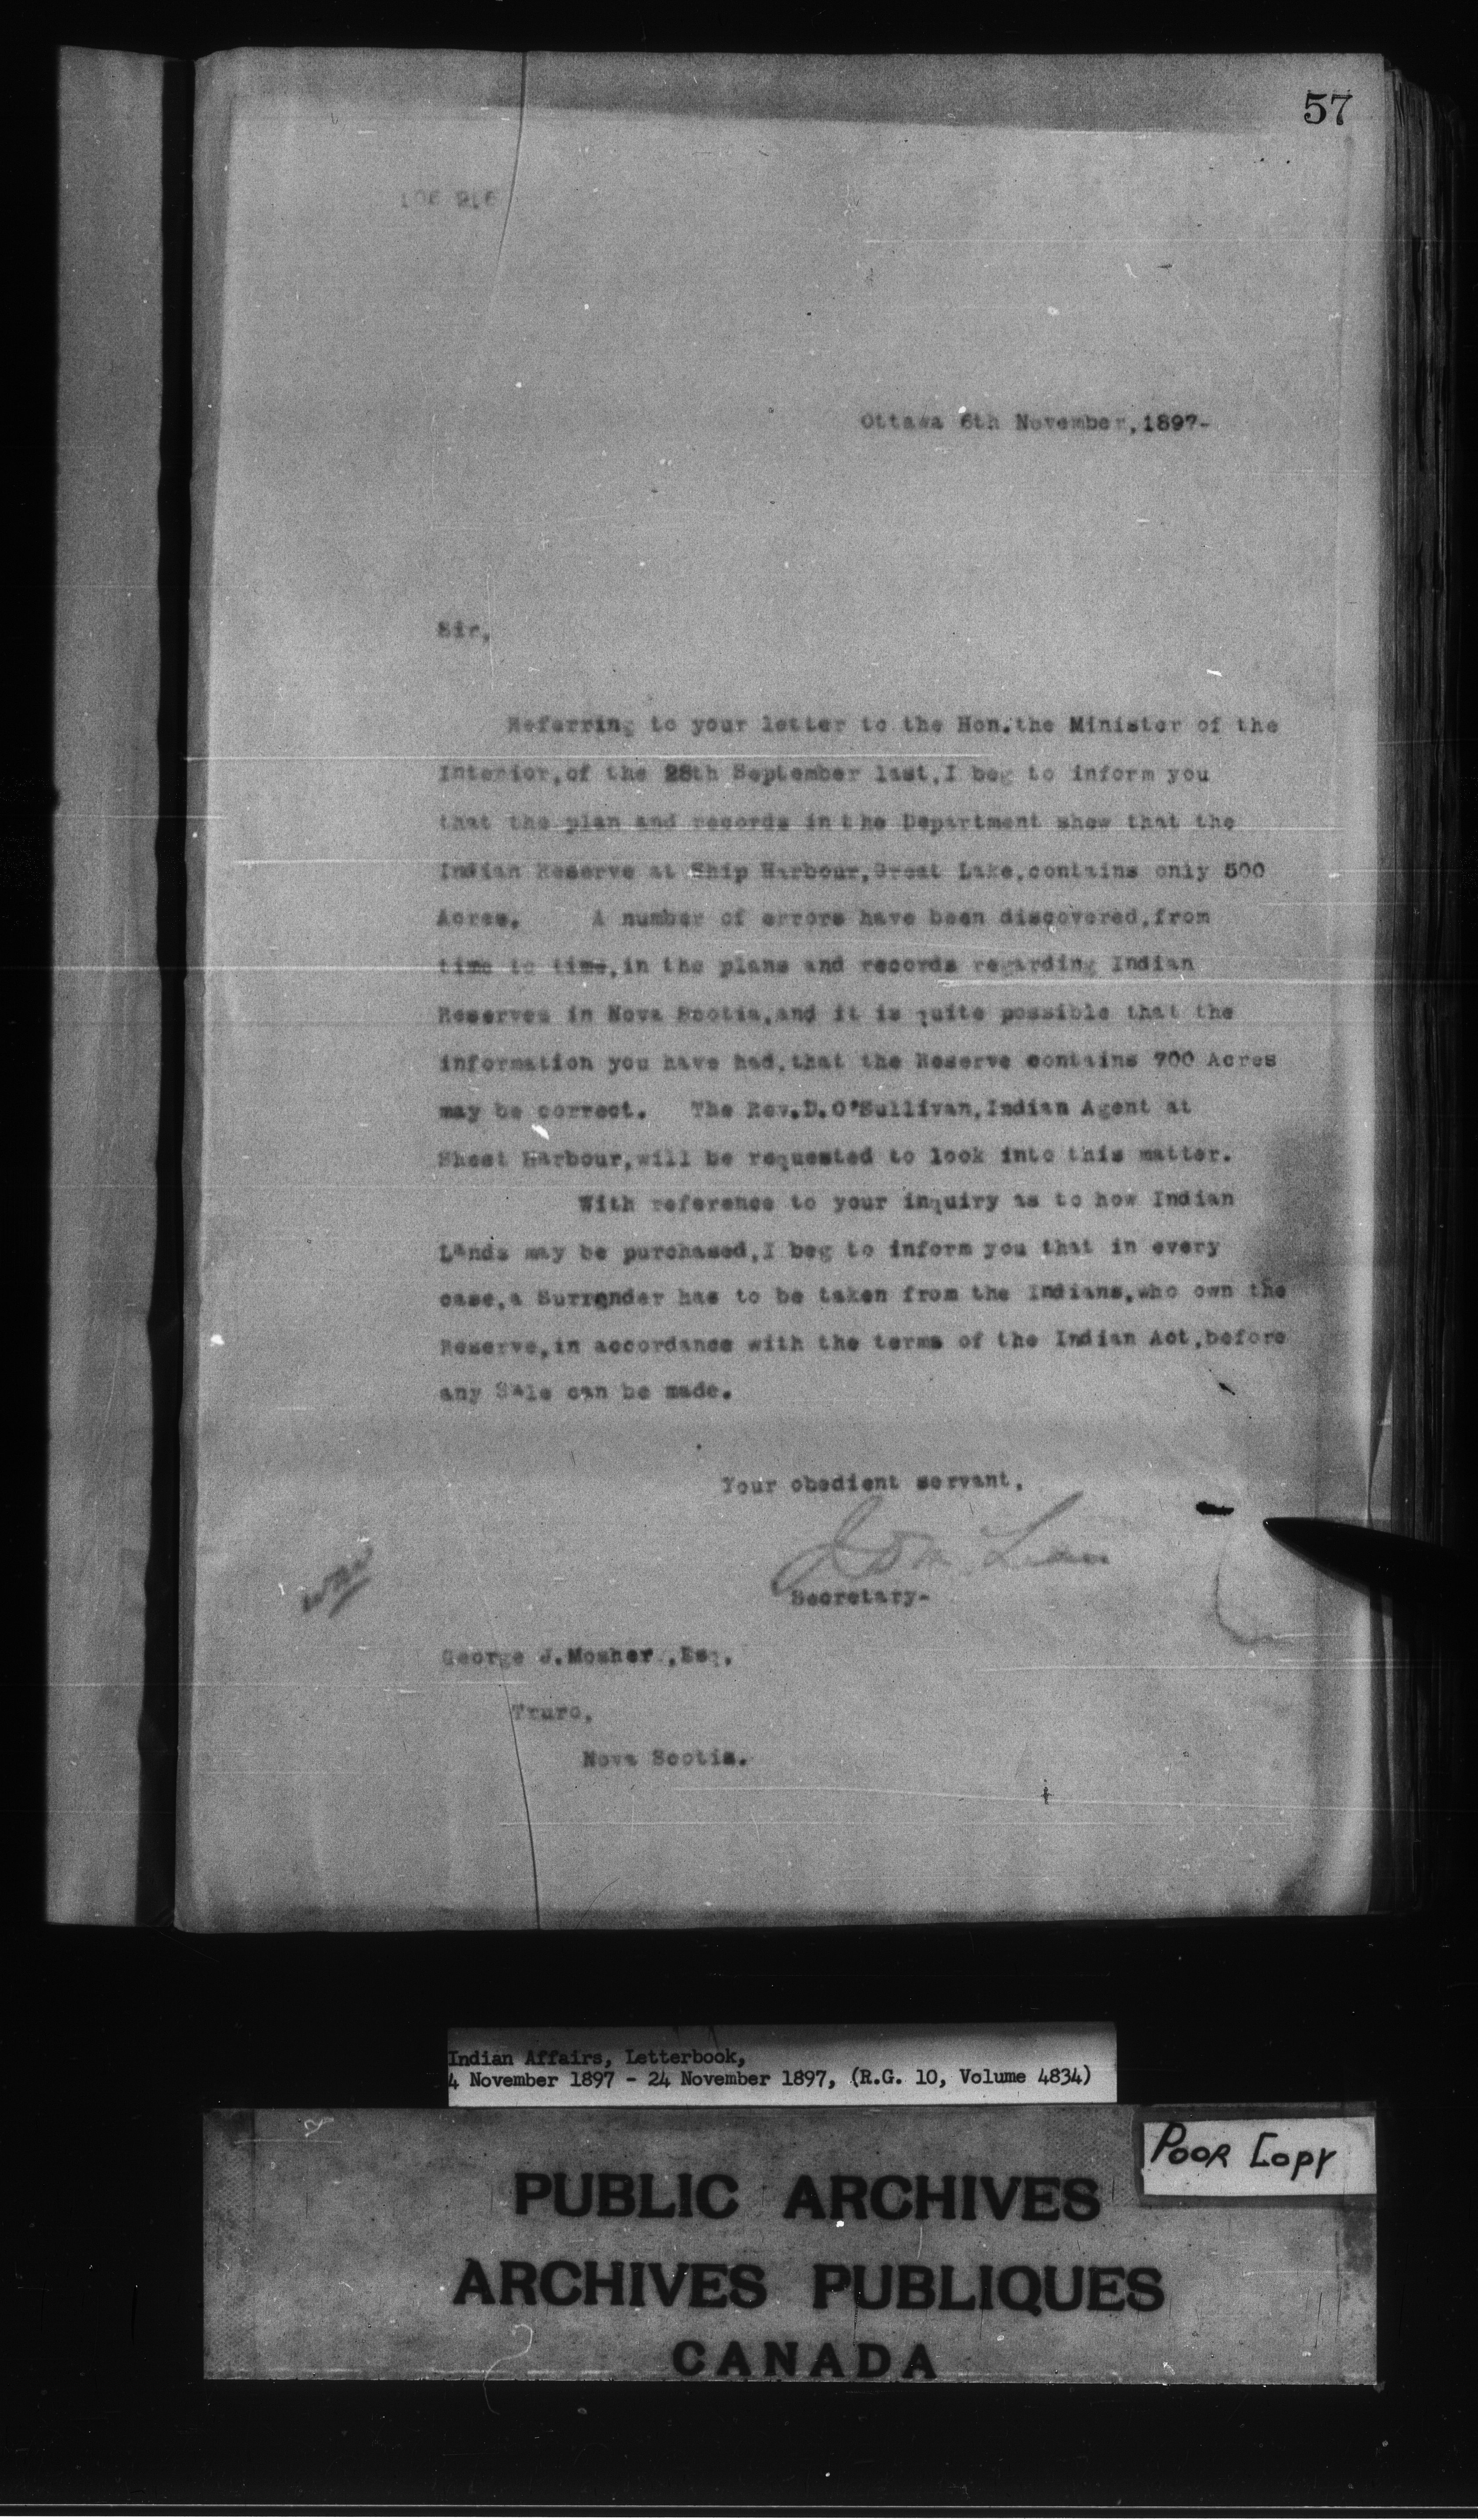 57
Ottawa 6th November,1897-
Sir,
Referring to your letter to the Hon.the Minister of the
Interior,of the 28th September last,I beg to inform you
that the plan and records in the Department show that the
Indian Reserve at Ship Harbour,Great Lake,contains only 500
Acres. A number of errors have been discovered,from
time to time,in the plans and records regarding Indian
Reserves in Nova Scotia,and it is quite possible that the
information you have had,that the Reserve contains 700 Acres
may be correct. The Rev.D.O'Sullivan,Indian Agent at
Sheet Harbour,will be requested to look into this matter.
With reference to your inquiry as to how Indian
Lands may be purchased,I beg to inform you that in every
case,a Surrender has to be taken from the Indians,who own the
Reserve,in accordance with the terms of the Indian Act,before
any Sale can be made.
Your obedient servant,
Secretary-
George J.Mosher ,Esq.
Truro,
Nova Scotia.
Indian Affairs, Letterbook,
4 November 1897 - 24 November 1897, (R.G. 10, Volume 4834)
POOR COPY
PUBLIC ARCHIVES
ARCHIVES PUBLIQUES
CANADA